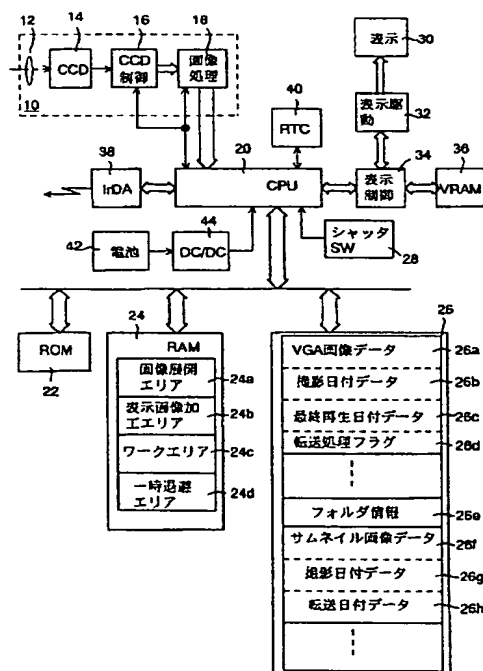 12
14
16
18
CCD
CCD
制御
画像
処理
10
表示
30
表示駆
動
32
40
RTC
38
InDA
20
CPU
34
表示
制御
36
VRAM
42
電池
44
DC/DC
シャッタ
SW
28
ROM
22
24
RAM
画像展開
エリア
24a
表示画像加
工エリア
24b
ワークエリア
24c
一時退避
エリア
24d
26
VGA画像データ
26a
撮影日付データ
26b
最終再生日付データ
26c
転送処理フラグ
26d
フォルダ情報
26e
サムネイル画像データ
26f
撮影日付データ
26g
転送日付データ
26h